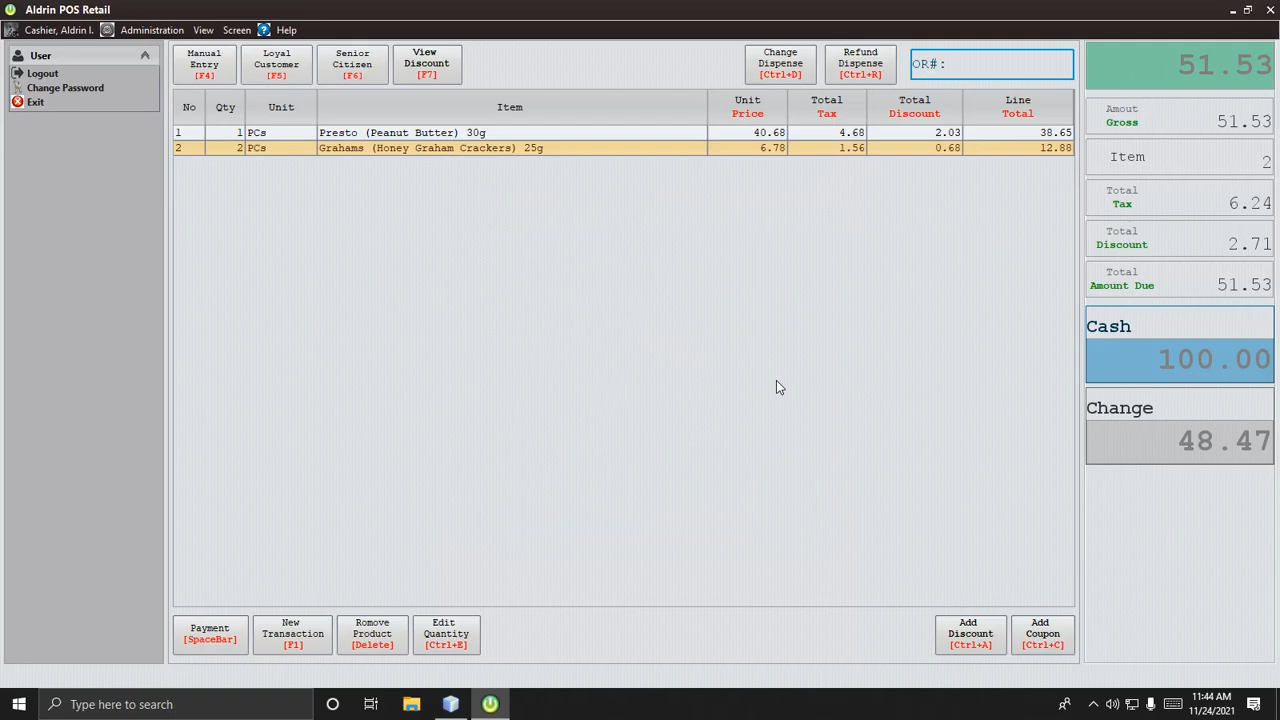 Aldrin POS Retail
Cashier, Aldrin I. Administration View Screen Help
User
Logout
Change Password
Exit
Manual
Entry
[F4]
Loyal
Customer
[F5]
Senior
Citizen
[F6]
View
Discount
[F7]
Change
Dispense
[Ctrl+D]
Refund
Dispense
[Ctrl+R]
OR#:
No Qty Unit Item Unit Price Total Tax Total Discount Line Total
1 1 PCs Presto (Peanut Butter) 30g 40.68 4.68 2.03 38.65
2 2 PCs Grahams (Honey Graham Crackers) 25g 6.78 1.56 0.68 12.88
51.53
Amout
Gross 51.53
Item 2
Total
Tax 6.24
Total
Discount 2.71
Total
Amount Due 51.53
Cash
100.00
Change
48.47
Payment
[SpaceBar]
New
Transaction
[F1]
Romove
Product
[Delete]
Edit
Quantity
[Ctrl+E]
Add
Discount
[Ctrl+A]
Add
Coupon
[Ctrl+C]
Type here to search
11:44 AM
11/24/2021